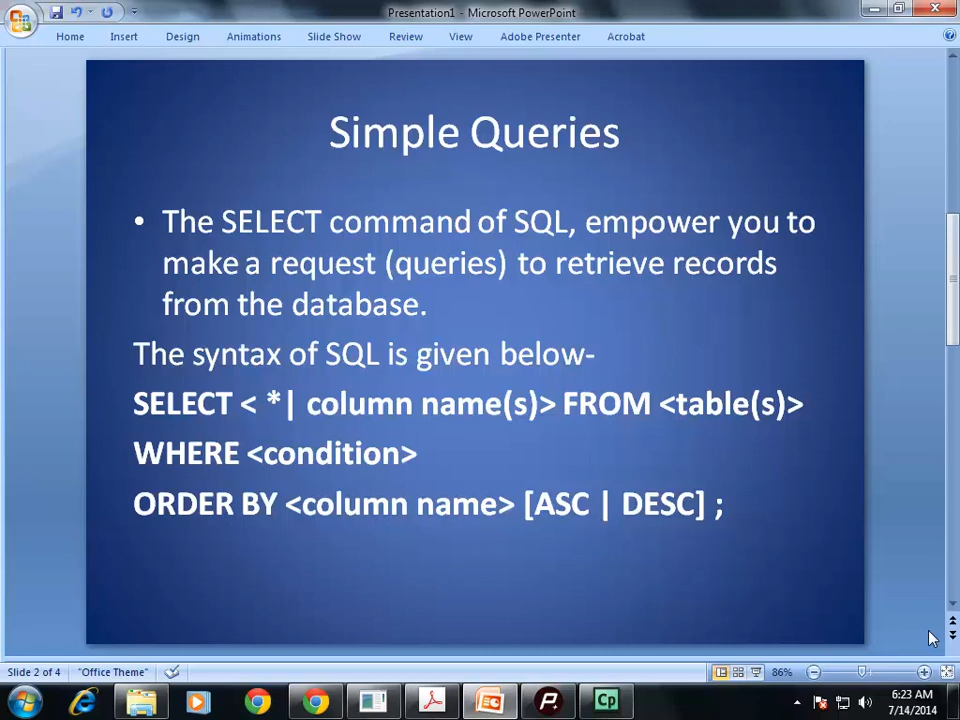 Presentation1 - Microsoft PowerPoint
Home Insert Design Animations Slide Show Review View Adobe Presenter Acrobat
Simple Queries
• The SELECT command of SQL, empower you to
make a request (queries) to retrieve records
from the database.
The syntax of SQL is given below-
SELECT < *| column name(s)> FROM <table(s)>
WHERE <condition>
ORDER BY <column name> [ASC | DESC] ;
Slide 2 of 4 "Office Theme" 86%
6:23 AM
7/14/2014
P Cp